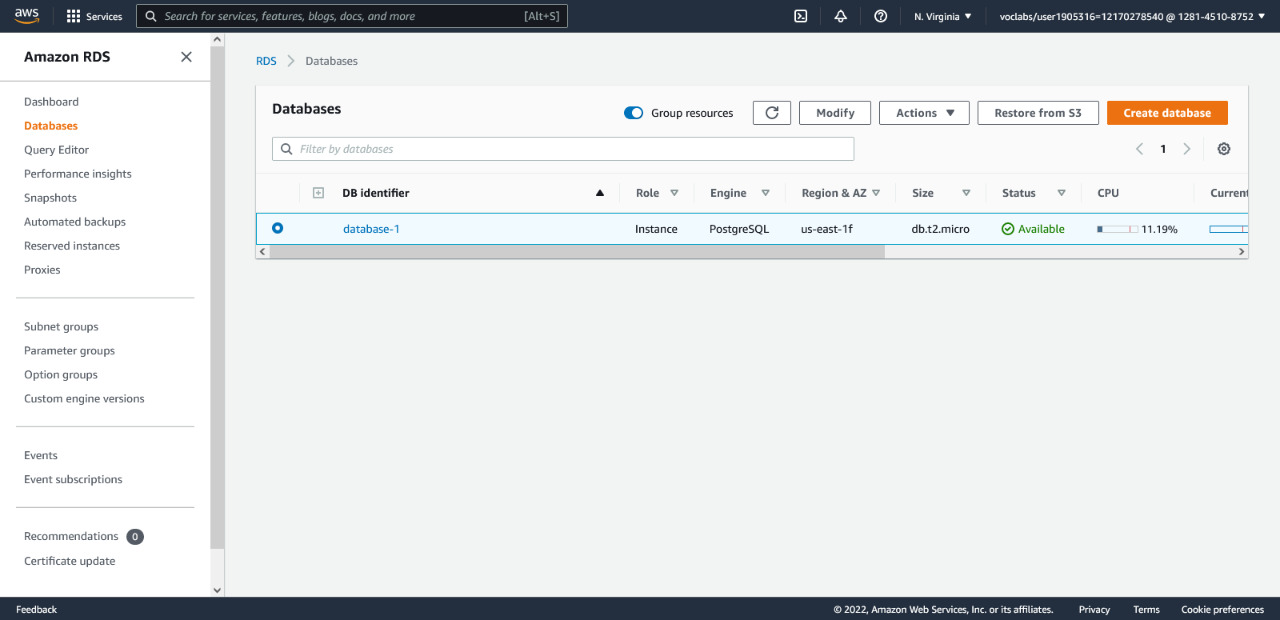 aws Services Search for services, features, blogs, docs, and more [Alt+S] N. Virginia voclabs/user1905316=12170278540 @ 1281-4510-8752
Amazon RDS
Dashboard
Databases
Query Editor
Performance insights
Snapshots
Automated backups
Reserved instances
Proxies
Subnet groups
Parameter groups
Option groups
Custom engine versions
Events
Event subscriptions
Recommendations 0
Certificate update
RDS > Databases
Databases Group resources Modify Actions Restore from S3 Create database
Filter by databases 1
DB identifier Role Engine Region & AZ Size Status CPU Current
database-1 Instance PostgreSQL us-east-1f db.t2.micro Available 11.19%
Feedback © 2022, Amazon Web Services, Inc. or its affiliates. Privacy Terms Cookie preferences